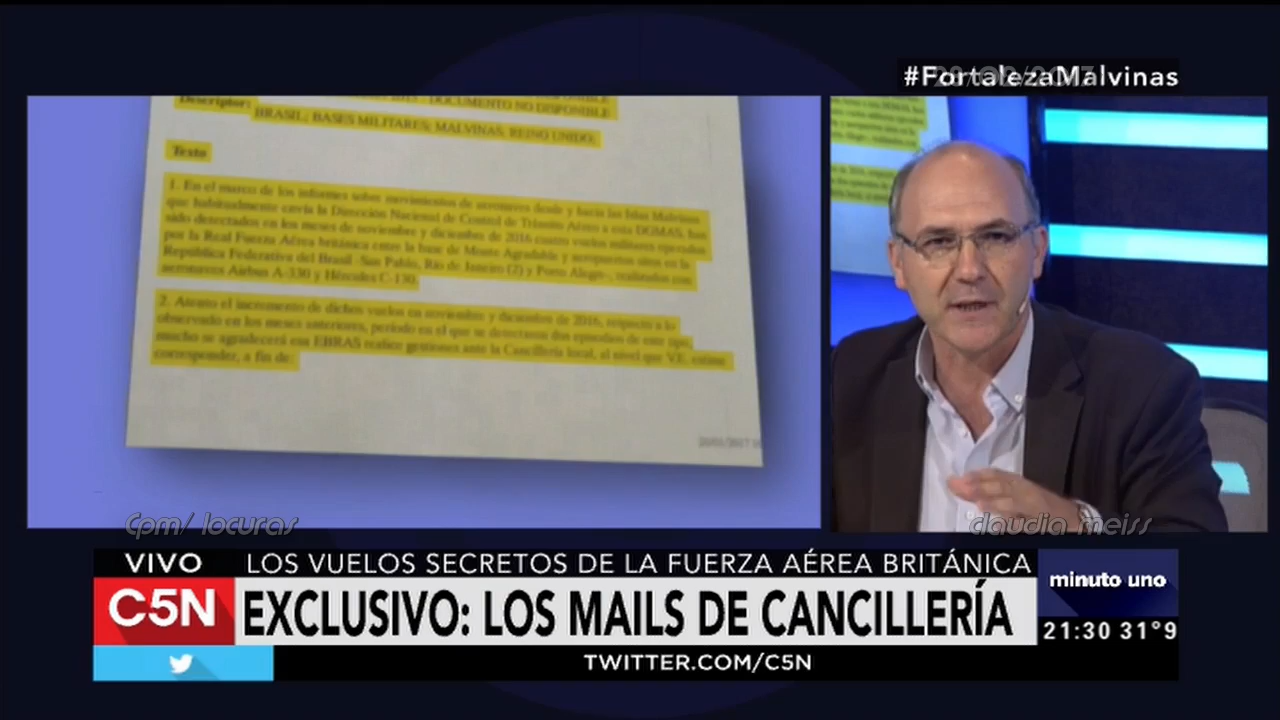 #FortalezaMalvinas
Descriptor:
DOCUMENTO NO DISPONIBLE
BRASIL; BASES MILITARES; MALVINAS; REINO UNIDO;
Texto
1. En el marco de los informes sobre movimientos de aeronaves desde y hacia las Islas Malvinas
que habitualmente envía la Dirección Nacional de Control de Tránsito Aéreo a esta DGMAS, han
sido detectados en los meses de noviembre y diciembre de 2016 cuatro vuelos militares operados
por la Real Fuerza Aérea británica entre la base de Monte Agradable y aeropuertos sitos en la
República Federativa del Brasil -San Pablo, Rio de Janeiro (2) y Porto Alegre-, realizados con
aeronaves Airbus A-330 y Hércules C-130.
2. Atento el incremento de dichos vuelos en noviembre y diciembre de 2016, respecto a lo
observado en los meses anteriores, período en el que se detectaron dos episodios de este tipo,
mucho se agradecerá esa EBRAS realice gestiones ante la Cancillería local, al nivel que V.E. estime
corresponder, a fin de:
Cpm/ locuras
claudia meiss
VIVO
LOS VUELOS SECRETOS DE LA FUERZA AÉREA BRITÁNICA
minuto uno
C5N
EXCLUSIVO: LOS MAILS DE CANCILLERÍA
21:30 31°9
TWITTER.COM/C5N